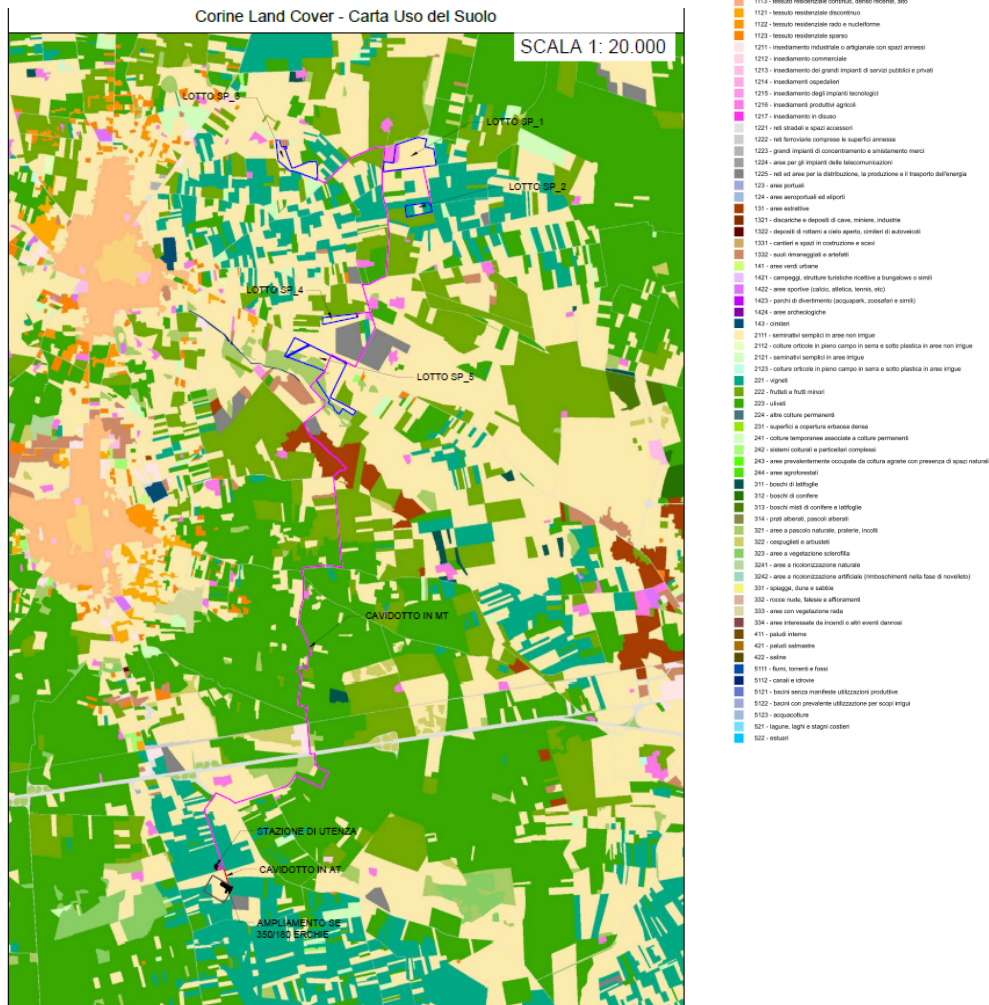 Corine Land Cover - Carta Uso del Suolo
SCALA 1: 20.000
LOTTO SP_1
LOTTO SP_2
LOTTO SP_4
LOTTO SP_5
CAVIDOTTO IN MT
STAZIONE DI UTENZA
CAVIDOTTO IN AT
AMPLIAMENTO SE
ERCHIE
1113 - tessuto residenziale continuo, denso recente, alto
1121 - tessuto residenziale discontinuo
1122 - tessuto residenziale rado e nucleiforme
1123 - tessuto residenziale sparso
1211 - insediamento industriale o artigianale con spazi annessi
1212 - insediamento commerciale
1213 - insediamento dei grandi impianti di servizi pubblici e privati
1214 - insediamenti ospedalieri
1215 - insediamento degli impianti tecnologici
1216 - insediamenti produttivi agricoli
1217 - insediamento in disuso
1221 - reti stradali e spazi accessori
1222 - reti ferroviarie comprese le superfici annesse
1223 - grandi impianti di concentramento e smistamento merci
1224 - aree per gli impianti delle telecomunicazioni
1225 - reti ed aree per la distribuzione, la produzione e il trasporto dell'energia
123 - aree portuali
124 - aree aeroportuali ed eliporti
131 - aree estrattive
1321 - discariche e depositi di cave, miniere, industrie
1322 - depositi di rottami a cielo aperto, cimiteri di autoveicoli
1331 - cantieri e spazi in costruzione e scavi
1332 - suoli rimaneggiati e artefatti
141 - aree verdi urbane
1421 - campeggi, strutture turistiche ricettive a bungalows o simili
1422 - aree sportive (calcio, atletica, tennis, etc)
1423 - parchi di divertimento (acquapark, zoosafari e simili)
1424 - aree archeologiche
143 - cimiteri
2111 - seminativi semplici in aree non irrigue
2112 - colture orticole in pieno campo in serra e sotto plastica in aree non irrigue
2121 - seminativi semplici in aree irrigue
2123 - colture orticole in pieno campo in serra e sotto plastica in aree irrigue
221 - vigneti
222 - frutteti e frutti minori
223 - uliveti
224 - altre colture permanenti
231 - superfici a copertura erbacea densa
241 - colture temporanee associate a colture permanenti
242 - sistemi colturali e particellari complessi
243 - aree prevalentemente occupate da coltura agrarie con presenza di spazi naturali
244 - aree agroforestali
311 - boschi di latifoglie
312 - boschi di conifere
313 - boschi misti di conifere e latifoglie
314 - prati alberati, pascoli alberati
321 - aree a pascolo naturale, praterie, incolti
322 - cespuglieti e arbusteti
323 - aree a vegetazione sclerofilla
3241 - aree a ricolonizzazione naturale
3242 - aree a ricolonizzazione artificiale (rimboschimenti nella fase di novelleto)
331 - spiagge, dune e sabbie
332 - rocce nude, falesie e affioramenti
333 - aree con vegetazione rada
334 - aree interessate da incendi o altri eventi dannosi
411 - paludi interne
421 - paludi salmastre
422 - saline
5111 - fiumi, torrenti e fossi
5112 - canali e idrovie
5121 - bacini senza manifeste utilizzazioni produttive
5122 - bacini con prevalente utilizzazione per scopi irrigui
5123 - acquacolture
521 - lagune, laghi e stagni costieri
522 - estuari